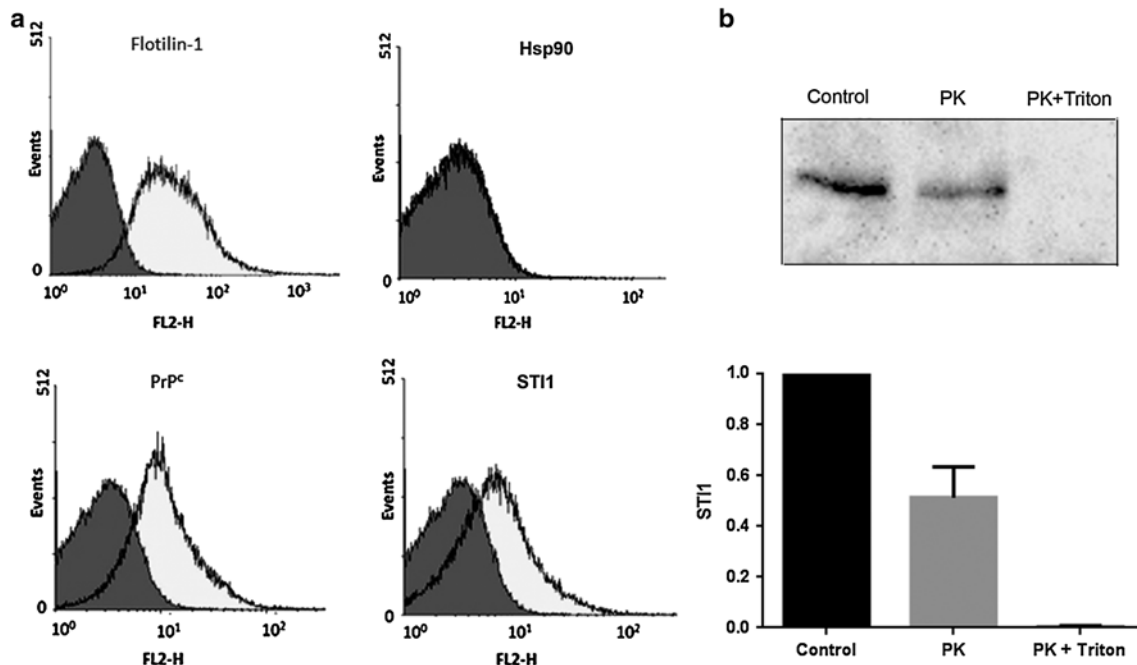 a
Flotilin-1
512
Events
0
10⁰ 10¹ 10² 10³
FL2-H
Hsp90
512
Events
0
10⁰ 10¹ 10²
FL2-H
PrPᶜ
512
Events
0
10⁰ 10¹ 10²
FL2-H
STI1
512
Events
0
10⁰ 10¹ 10²
FL2-H
b
Control PK PK+Triton
STI1
1.0
0.8
0.6
0.4
0.2
0.0
Control PK PK + Triton